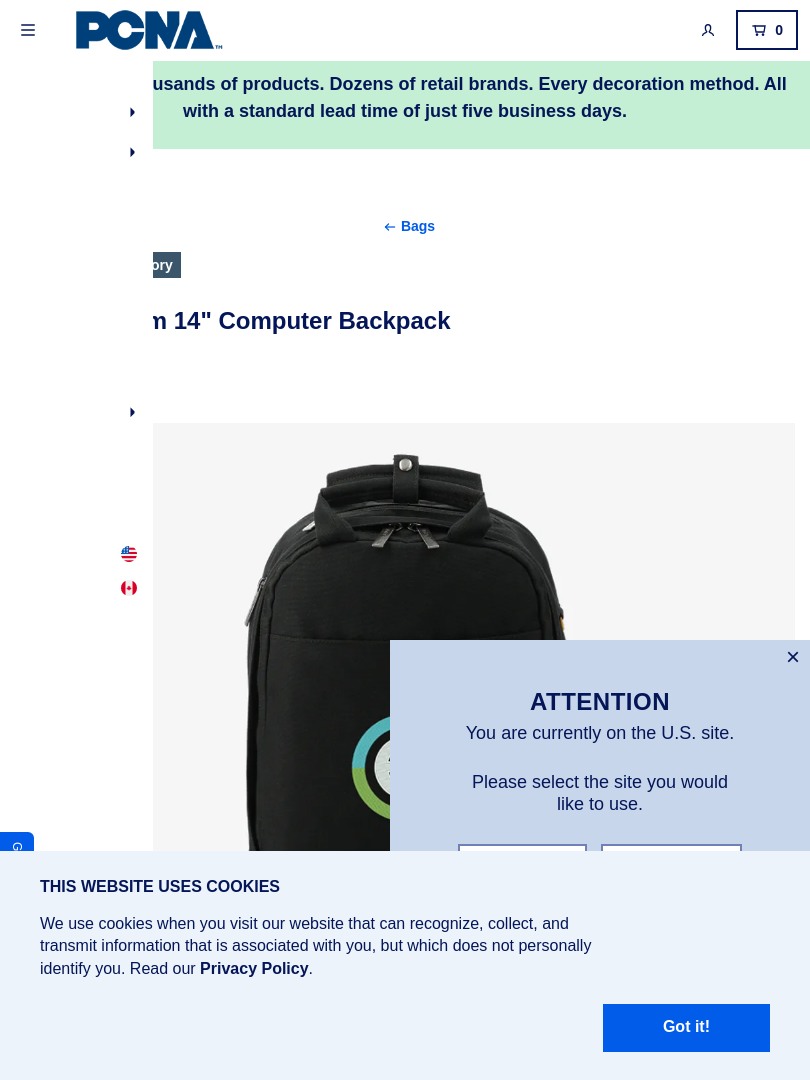 PCNA™
0
usands of products. Dozens of retail brands. Every decoration method. All
with a standard lead time of just five business days.
Bags
ory
14" Computer Backpack
ATTENTION
You are currently on the U.S. site.
Please select the site you would
like to use.
G
THIS WEBSITE USES COOKIES
We use cookies when you visit our website that can recognize, collect, and
transmit information that is associated with you, but which does not personally
identify you. Read our Privacy Policy.
Got it!